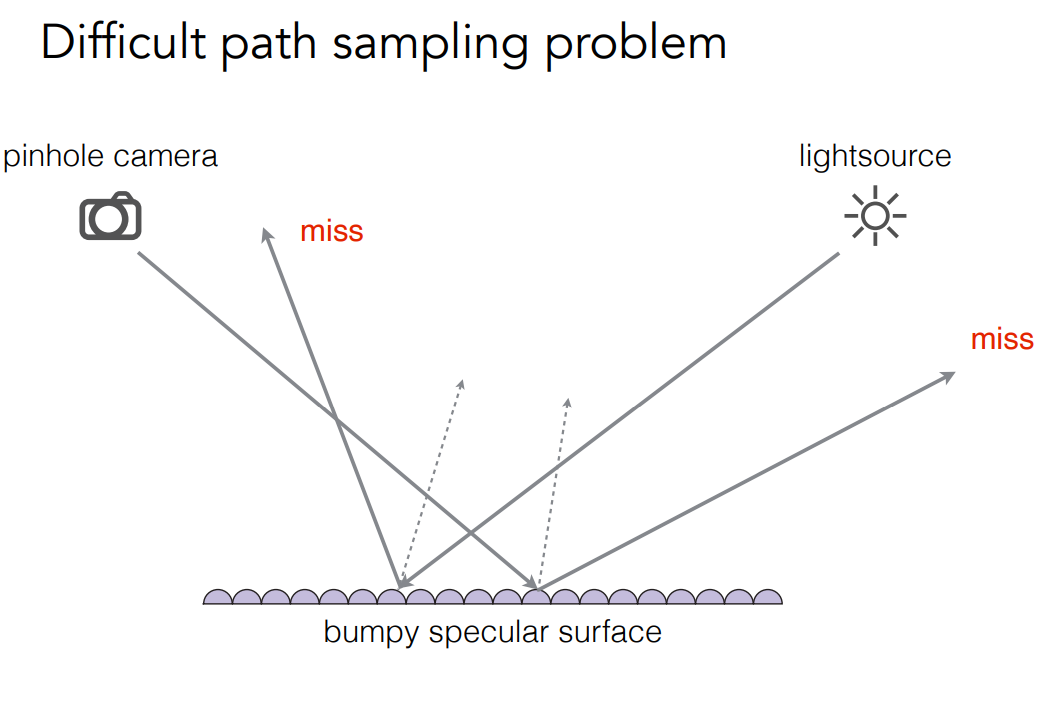 Difficult path sampling problem
pinhole camera
lightsource
miss
miss
bumpy specular surface